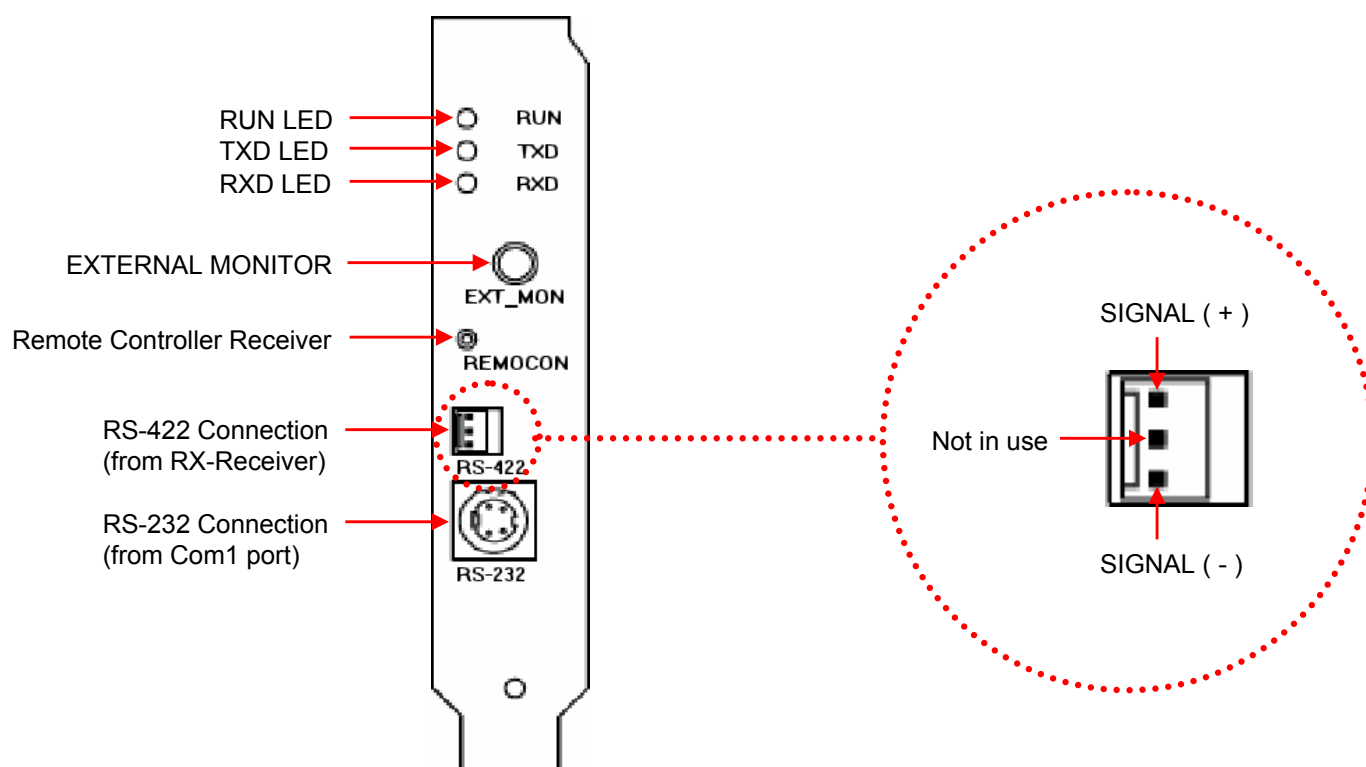 RUN LED
TXD LED
RXD LED
EXTERNAL MONITOR
Remote Controller Receiver
RS-422 Connection
(from RX-Receiver)
RS-232 Connection
(from Com1 port)
RUN
TXD
RXD
EXT_MON
REMOCON
RS-422
RS-232
SIGNAL ( + )
Not in use
SIGNAL ( - )